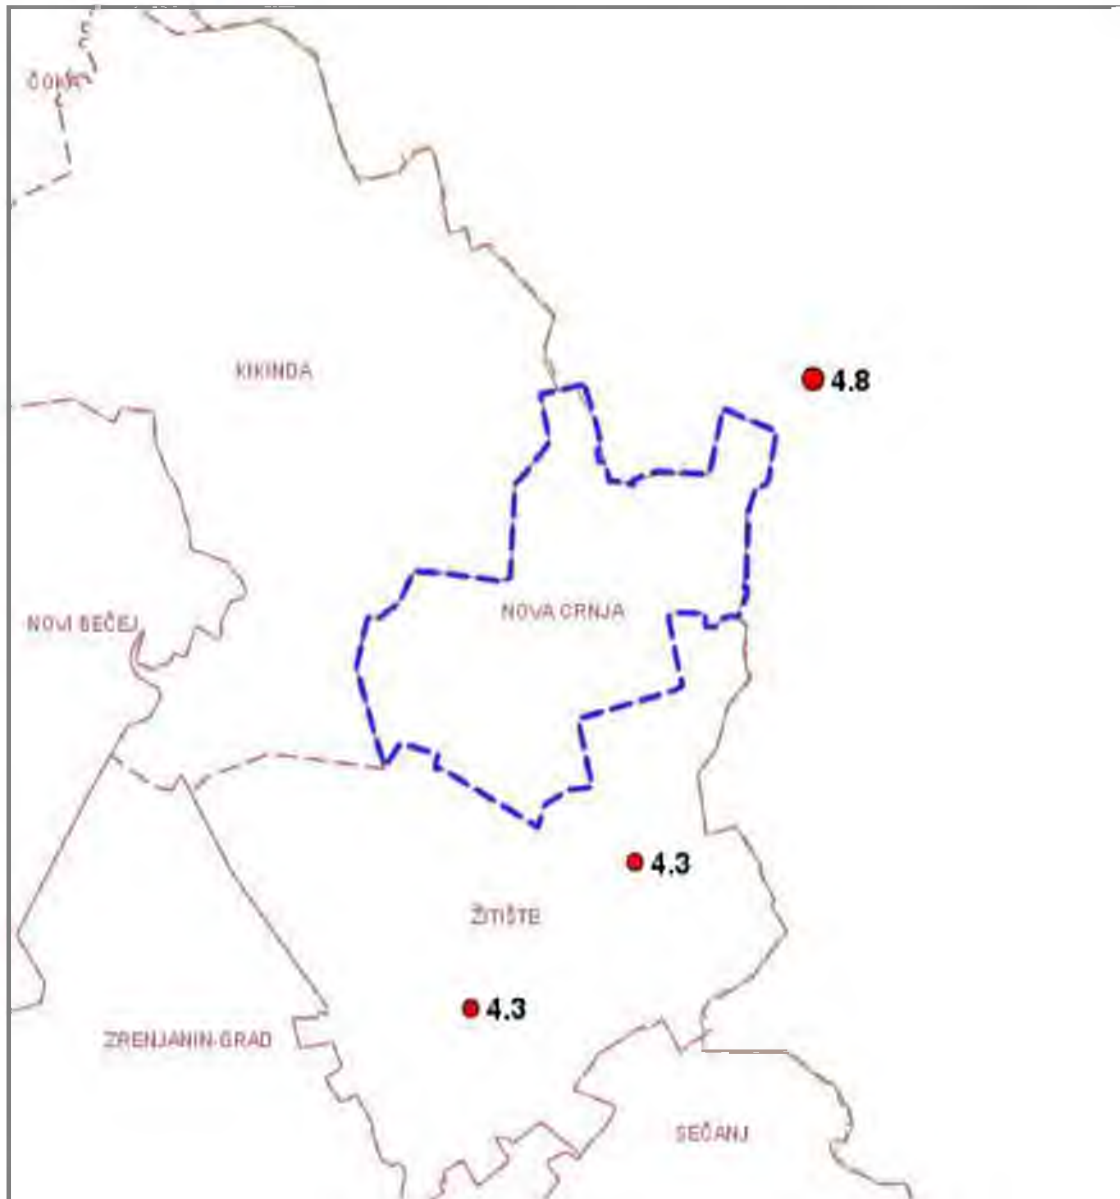 ČOKA
KIKINDA
4.8
NOVI BEČEJ
NOVA CRNJA
4.3
ŽITIŠTE
4.3
ZRENJANIN-GRAD
SEČANJ